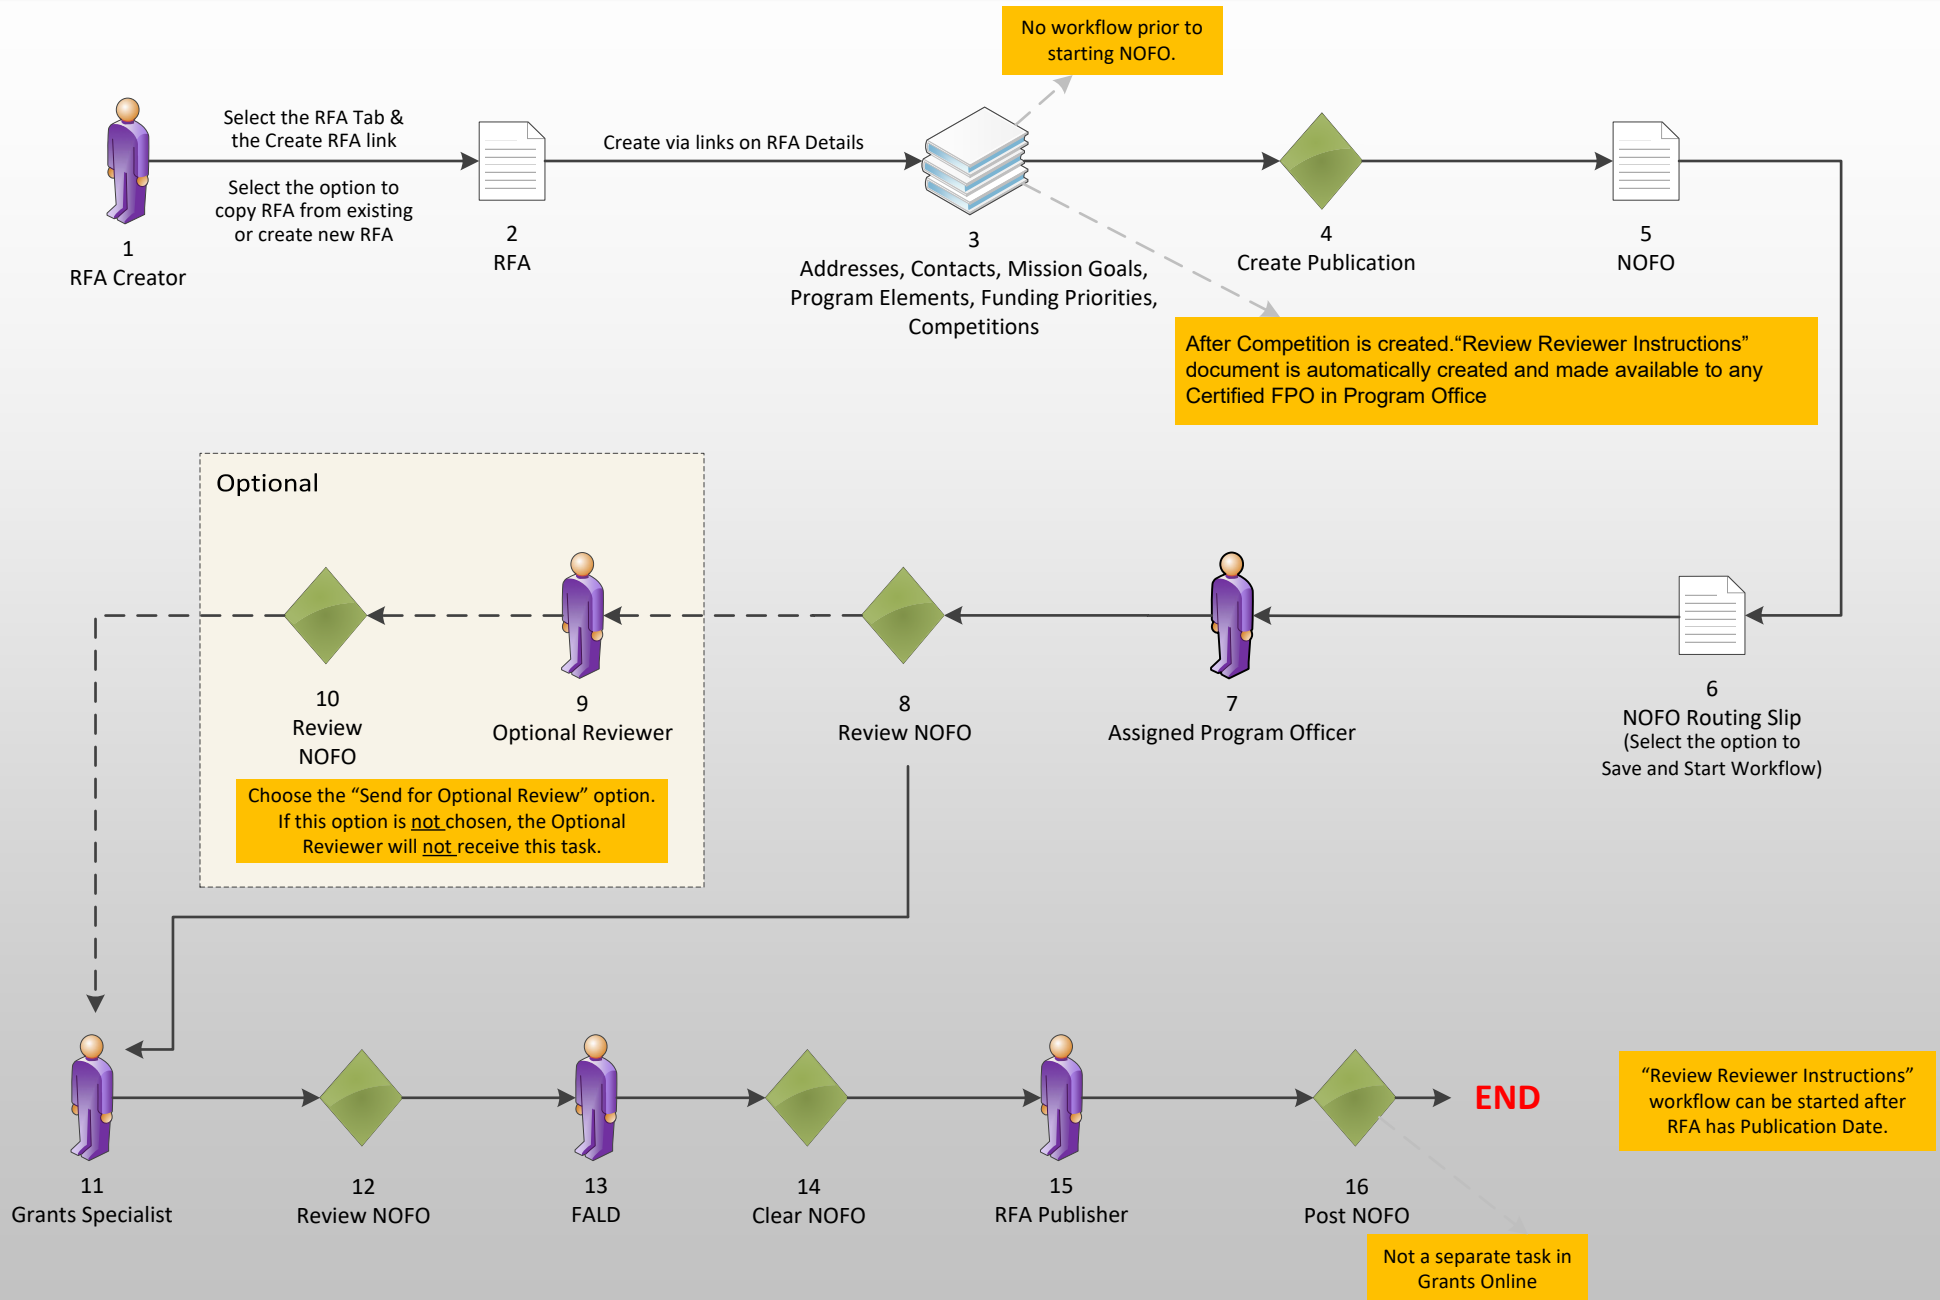 No workflow prior to
starting NOFO.
Select the RFA Tab &
the Create RFA link
Select the option to
copy RFA from existing
or create new RFA
Create via links on RFA Details
1
RFA Creator
2
RFA
3
Addresses, Contacts, Mission Goals,
Program Elements, Funding Priorities,
Competitions
4
Create Publication
5
NOFO
After Competition is created.“Review Reviewer Instructions”
document is automatically created and made available to any
Certified FPO in Program Office
Optional
10
Review
NOFO
9
Optional Reviewer
8
Review NOFO
7
Assigned Program Officer
6
NOFO Routing Slip
(Select the option to
Save and Start Workflow)
Choose the “Send for Optional Review” option.
If this option is not chosen, the Optional
Reviewer will not receive this task.
11
Grants Specialist
12
Review NOFO
13
FALD
14
Clear NOFO
15
RFA Publisher
16
Post NOFO
END
“Review Reviewer Instructions”
workflow can be started after
RFA has Publication Date.
Not a separate task in
Grants Online